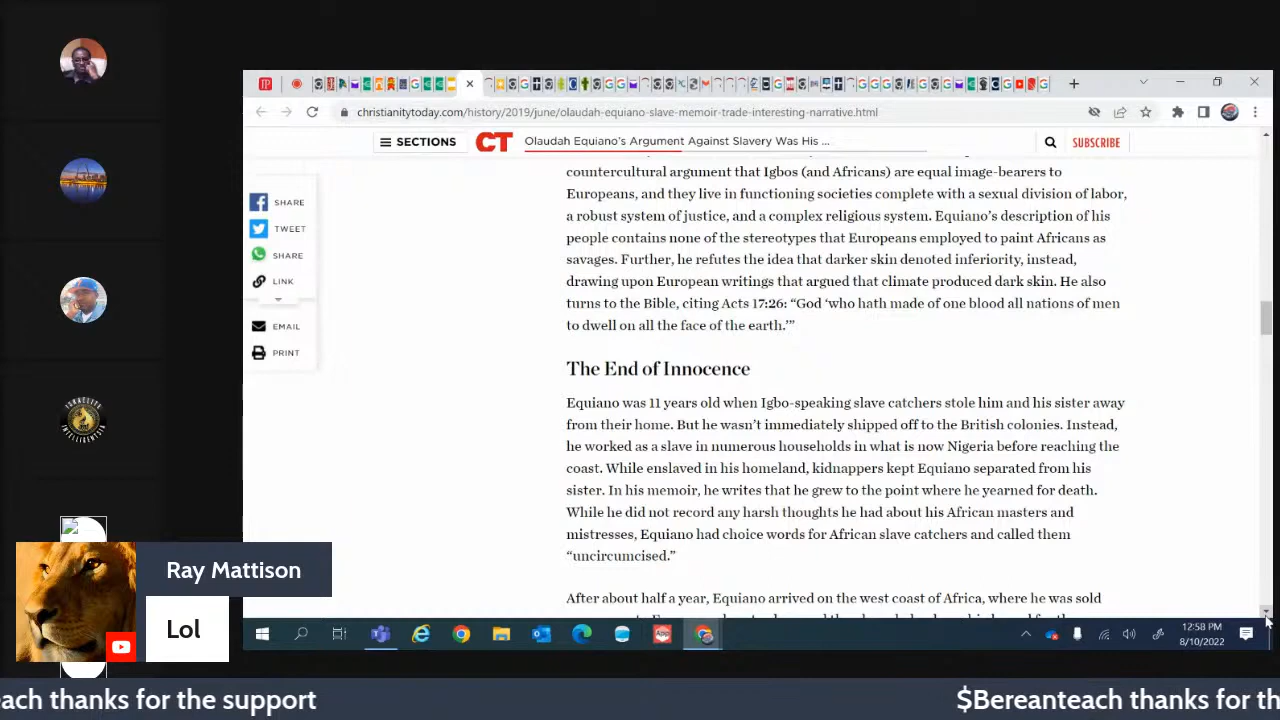 christianitytoday.com/history/2019/june/olaudah-equiano-slave-memoir-trade-interesting-narrative.html
SECTIONS
CT
Olaudah Equiano's Argument Against Slavery Was His ...
SUBSCRIBE
SHARE
TWEET
SHARE
LINK
EMAIL
PRINT
countercultural argument that Igbos (and Africans) are equal image-bearers to
Europeans, and they live in functioning societies complete with a sexual division of labor,
a robust system of justice, and a complex religious system. Equiano's description of his
people contains none of the stereotypes that Europeans employed to paint Africans as
savages. Further, he refutes the idea that darker skin denoted inferiority, instead,
drawing upon European writings that argued that climate produced dark skin. He also
turns to the Bible, citing Acts 17:26: “God ‘who hath made of one blood all nations of men
to dwell on all the face of the earth.’”
The End of Innocence
Equiano was 11 years old when Igbo-speaking slave catchers stole him and his sister away
from their home. But he wasn't immediately shipped off to the British colonies. Instead,
he worked as a slave in numerous households in what is now Nigeria before reaching the
coast. While enslaved in his homeland, kidnappers kept Equiano separated from his
sister. In his memoir, he writes that he grew to the point where he yearned for death.
While he did not record any harsh thoughts he had about his African masters and
mistresses, Equiano had choice words for African slave catchers and called them
“uncircumcised.”
After about half a year, Equiano arrived on the west coast of Africa, where he was sold
ISRAELITE
INTELLIGENTSIA
Ray Mattison
Lol
App
12:58 PM
8/10/2022
each thanks for the support
$Bereanteach thanks for th